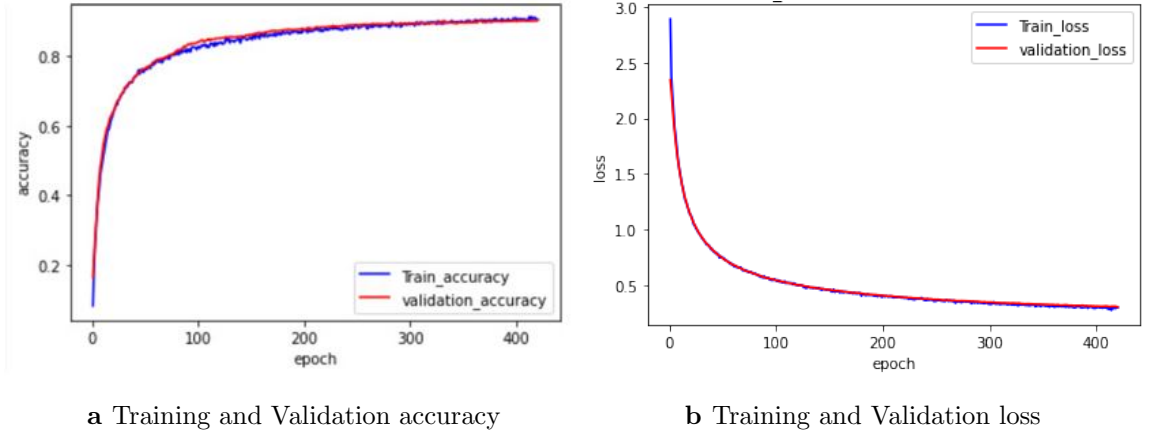 0.8
0.6
0.4
0.2
accuracy
Train_accuracy
validation_accuracy
0 100 200 300 400
epoch
a Training and Validation accuracy
3.0
2.5
2.0
1.5
1.0
0.5
loss
Train_loss
validation_loss
0 100 200 300 400
epoch
b Training and Validation loss